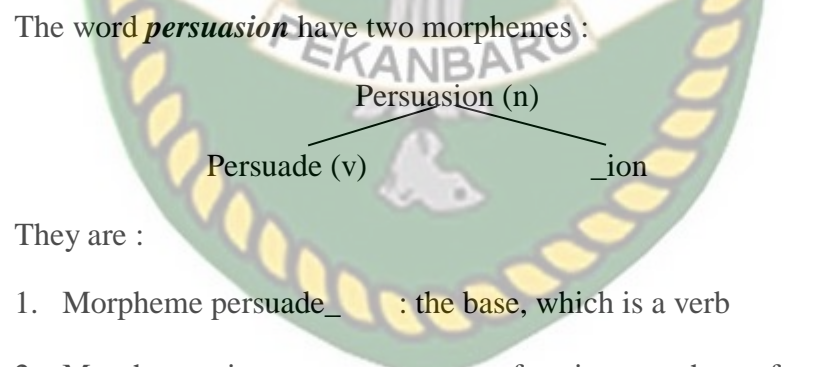 The word persuasion have two morphemes :
PEKANBARU
Persuasion (n)
Persuade (v) _ion
They are :
1. Morpheme persuade_ : the base, which is a verb